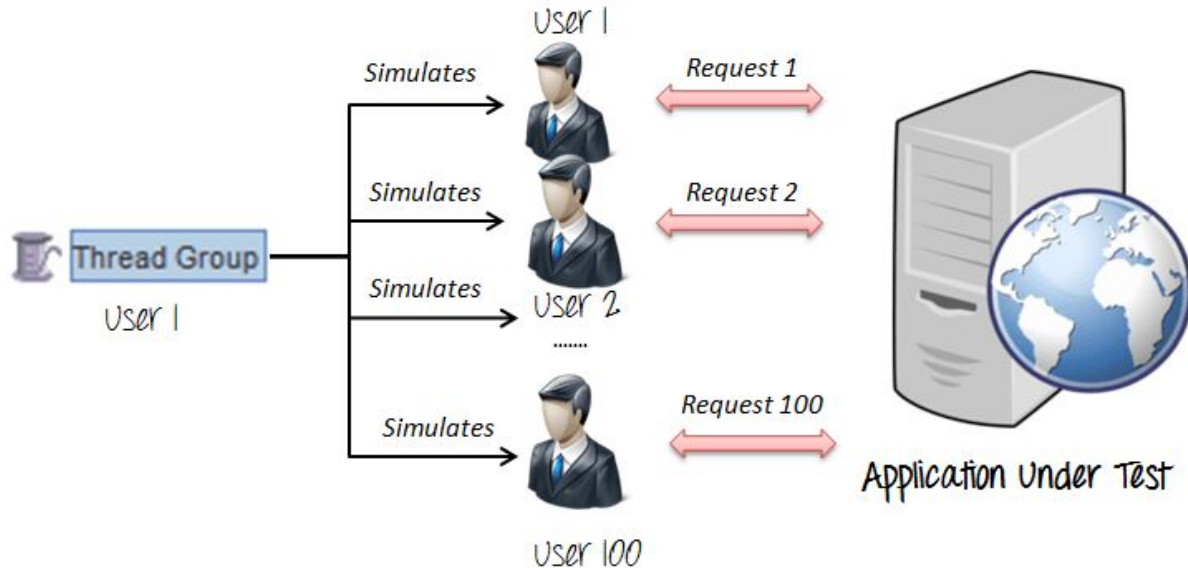 User 1
Simulates
Request 1
Simulates
Request 2
Thread Group
User 1
Simulates
User 2
.......
Simulates
Request 100
Application Under Test
User 100